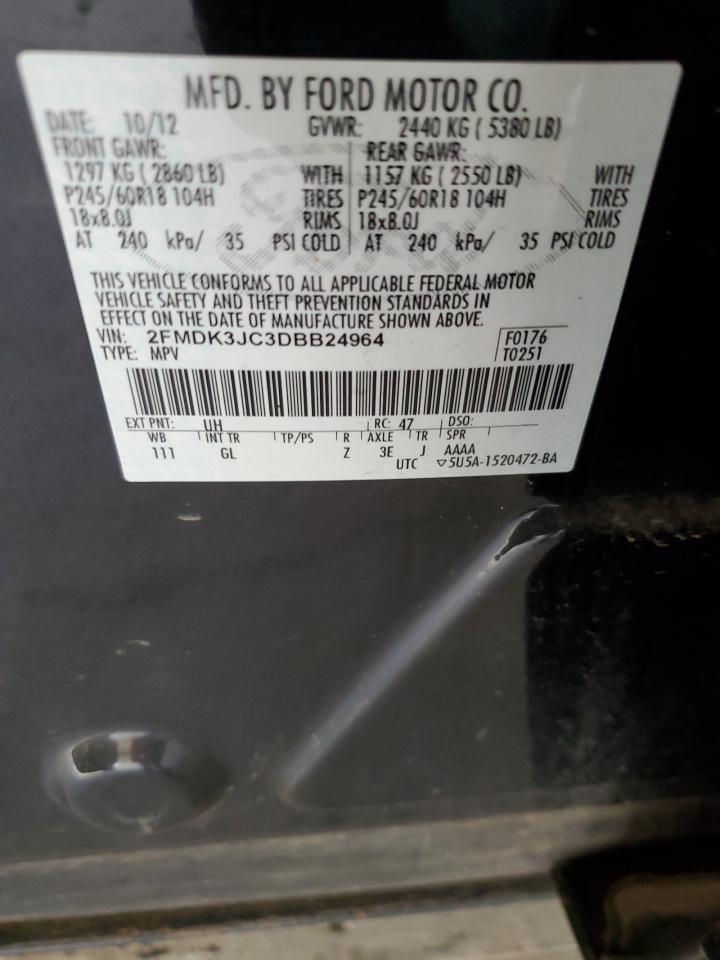 MFD. BY FORD MOTOR CO.
DATE: 10/12 GVWR: 2440 KG ( 5380 LB)
FRONT GAWR: REAR GAWR:
1297 KG ( 2860 LB) WITH 1157 KG ( 2550 LB) WITH
P245/60R18 104H TIRES P245/60R18 104H TIRES
18x8.0J RIMS 18x8.0J RIMS
AT 240 kPa/ 35 PSI COLD AT 240 kPa/ 35 PSI COLD
THIS VEHICLE CONFORMS TO ALL APPLICABLE FEDERAL MOTOR
VEHICLE SAFETY AND THEFT PREVENTION STANDARDS IN
EFFECT ON THE DATE OF MANUFACTURE SHOWN ABOVE.
VIN: 2FMDK3JC3DBB24964 F0176
TYPE: MPV T0251
EXT PNT: UH RC: 47 DSO:
WB INT TR TP/PS R AXLE TR SPR
111 GL Z 3E J AAAA
UTC ▽5U5A-1520472-BA